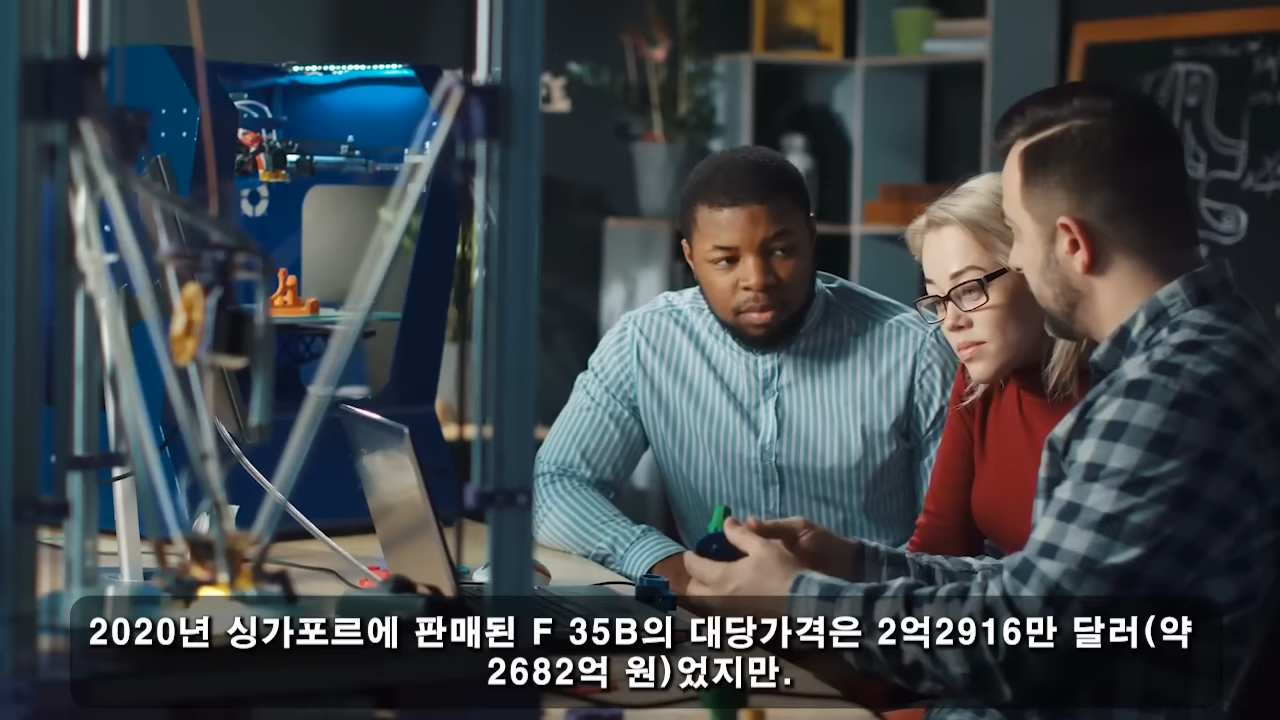 2020년 싱가포르에 판매된 F 35B의 대당가격은 2억2916만 달러(약
2682억 원)었지만.